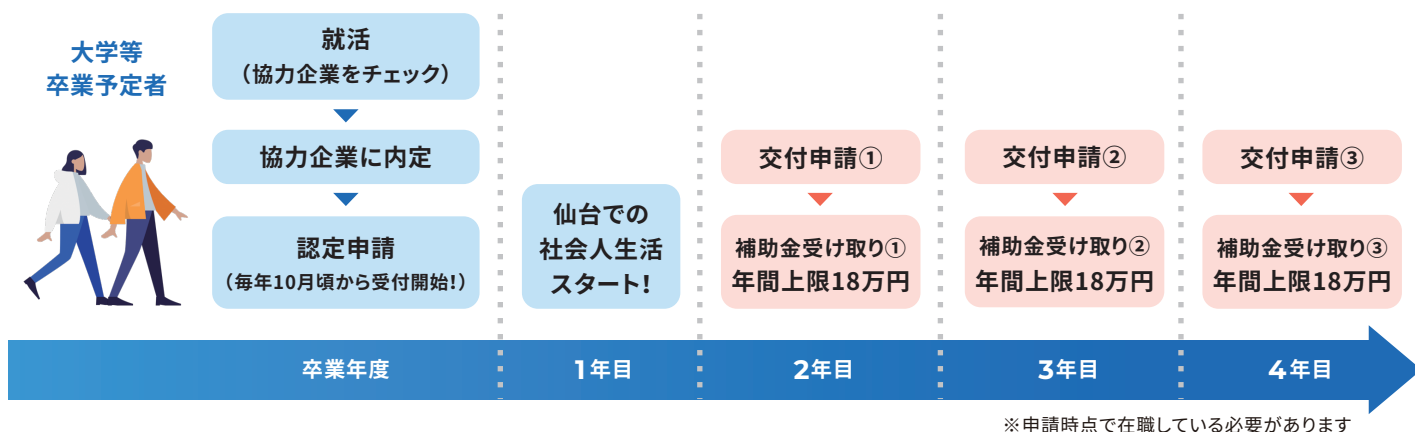 大学等
卒業予定者
就活
（協力企業をチェック）
協力企業に内定
認定申請
（毎年10月頃から受付開始！）
仙台での
社会人生活
スタート！
交付申請①
補助金受け取り①
年間上限18万円
交付申請②
補助金受け取り②
年間上限18万円
交付申請③
補助金受け取り③
年間上限18万円
卒業年度
1年目
2年目
3年目
4年目
※申請時点で在職している必要があります